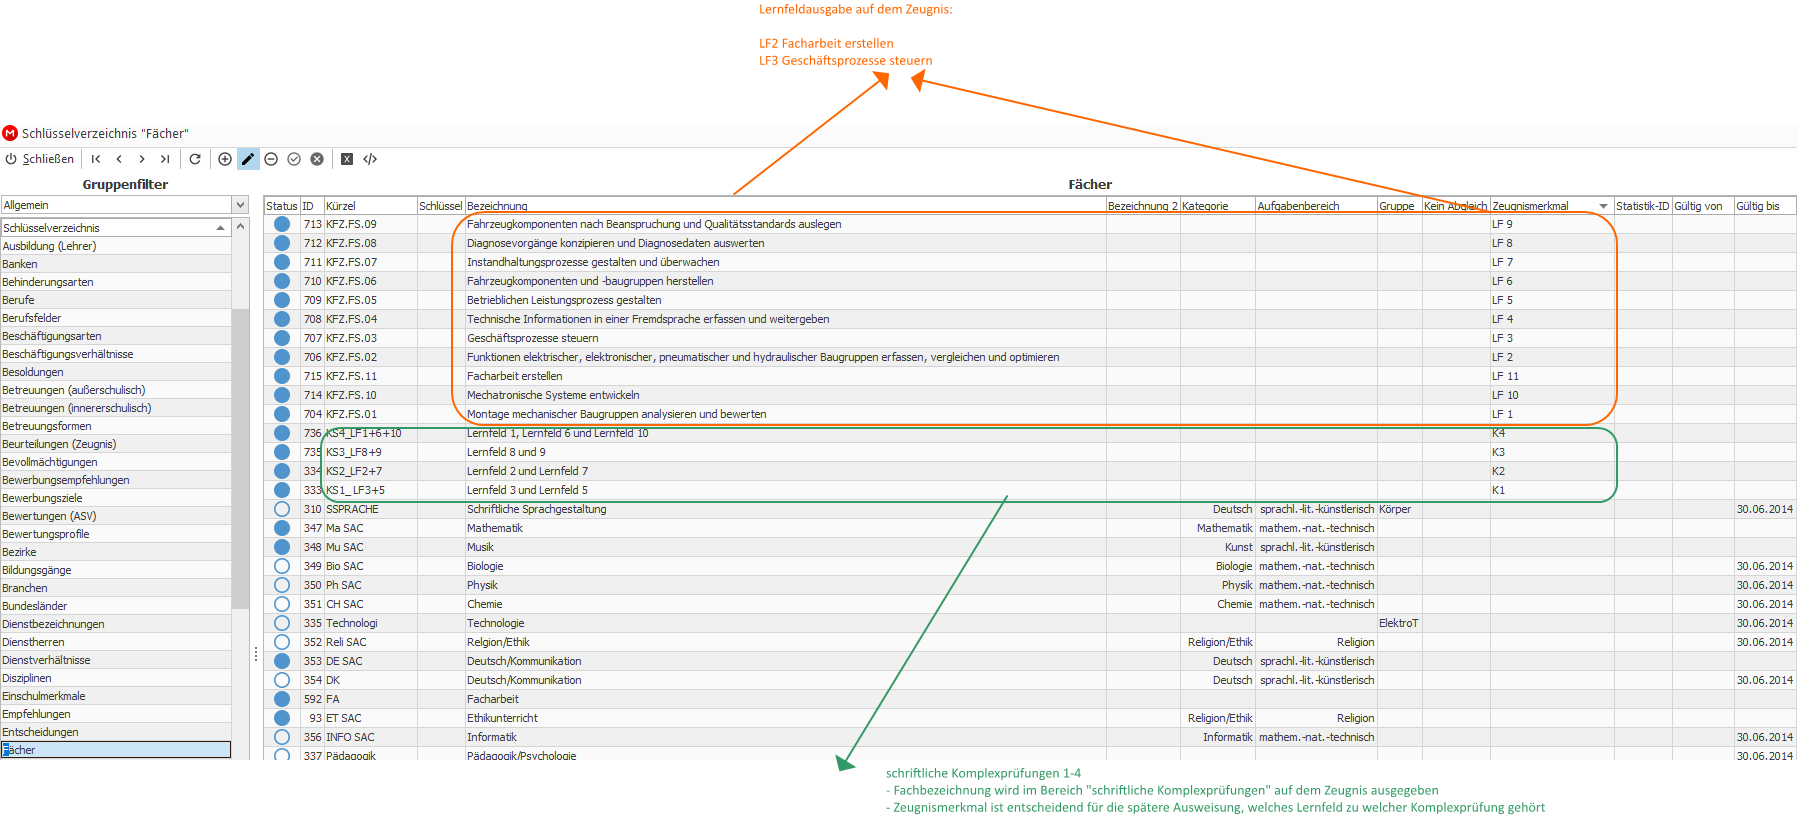 Lernfeldausgabe auf dem Zeugnis:
LF2 Facharbeit erstellen
LF3 Geschäftsprozesse steuern
Schlüsselverzeichnis "Fächer"
Schließen
Gruppenfilter
Allgemein
Schlüsselverzeichnis
Ausbildung (Lehrer)
Banken
Behinderungsarten
Berufe
Berufsfelder
Beschäftigungsarten
Beschäftigungsverhältnisse
Besoldungen
Betreuungen (außerschulisch)
Betreuungen (innererschulisch)
Betreuungsformen
Beurteilungen (Zeugnis)
Bevollmächtigungen
Bewerbungsempfehlungen
Bewerbungsziele
Bewertungen (ASV)
Bewertungsprofile
Bezirke
Bildungsgänge
Branchen
Bundesländer
Dienstbezeichnungen
Dienstherren
Dienstverhältnisse
Disziplinen
Einschulmerkmale
Empfehlungen
Entscheidungen
Fächer
Fächer
Status ID Kürzel Schlüssel Bezeichnung Bezeichnung 2 Kategorie Aufgabenbereich Gruppe Kein Abgleich Zeugnismerkmal Statistik-ID Gültig von Gültig bis
713 KFZ.FS.09 Fahrzeugkomponenten nach Beanspruchung und Qualitätsstandards auslegen LF 9
712 KFZ.FS.08 Diagnosevorgänge konzipieren und Diagnosedaten auswerten LF 8
711 KFZ.FS.07 Instandhaltungsprozesse gestalten und überwachen LF 7
710 KFZ.FS.06 Fahrzeugkomponenten und -baugruppen herstellen LF 6
709 KFZ.FS.05 Betrieblichen Leistungsprozess gestalten LF 5
708 KFZ.FS.04 Technische Informationen in einer Fremdsprache erfassen und weitergeben LF 4
707 KFZ.FS.03 Geschäftsprozesse steuern LF 3
706 KFZ.FS.02 Funktionen elektrischer, elektronischer, pneumatischer und hydraulischer Baugruppen erfassen, vergleichen und optimieren LF 2
715 KFZ.FS.11 Facharbeit erstellen LF 11
714 KFZ.FS.10 Mechatronische Systeme entwickeln LF 10
704 KFZ.FS.01 Montage mechanischer Baugruppen analysieren und bewerten LF 1
736 KS4_LF1+6+10 Lernfeld 1, Lernfeld 6 und Lernfeld 10 K4
735 KS3_LF8+9 Lernfeld 8 und 9 K3
334 KS2_LF2+7 Lernfeld 2 und Lernfeld 7 K2
333 KS1_ LF3+5 Lernfeld 3 und Lernfeld 5 K1
310 SSPRACHE Schriftliche Sprachgestaltung Deutsch sprachl.-lit.-künstlerisch Körper 30.06.2014
347 Ma SAC Mathematik Mathematik mathem.-nat.-technisch
348 Mu SAC Musik Kunst sprachl.-lit.-künstlerisch
349 Bio SAC Biologie Biologie mathem.-nat.-technisch 30.06.2014
350 Ph SAC Physik Physik mathem.-nat.-technisch 30.06.2014
351 CH SAC Chemie Chemie mathem.-nat.-technisch 30.06.2014
335 Technologi Technologie ElektroT 30.06.2014
352 Reli SAC Relgion/Ethik Religion/Ethik Religion 30.06.2014
353 DE SAC Deutsch/Kommunikation Deutsch sprachl.-lit.-künstlerisch
354 DK Deutsch/Kommunikation Deutsch sprachl.-lit.-künstlerisch 30.06.2014
592 FA Facharbeit
93 ET SAC Ethikunterricht Religion/Ethik Religion
356 INFO SAC Informatik Informatik mathem.-nat.-technisch 30.06.2014
337 Pädagogik Pädagogik/Psychologie 30.06.2014
schriftliche Komplexprüfungen 1-4
- Fachbezeichnung wird im Bereich "schriftliche Komplexprüfungen" auf dem Zeugnis ausgegeben
- Zeugnismerkmal ist entscheidend für die spätere Ausweisung, welches Lernfeld zu welcher Komplexprüfung gehört